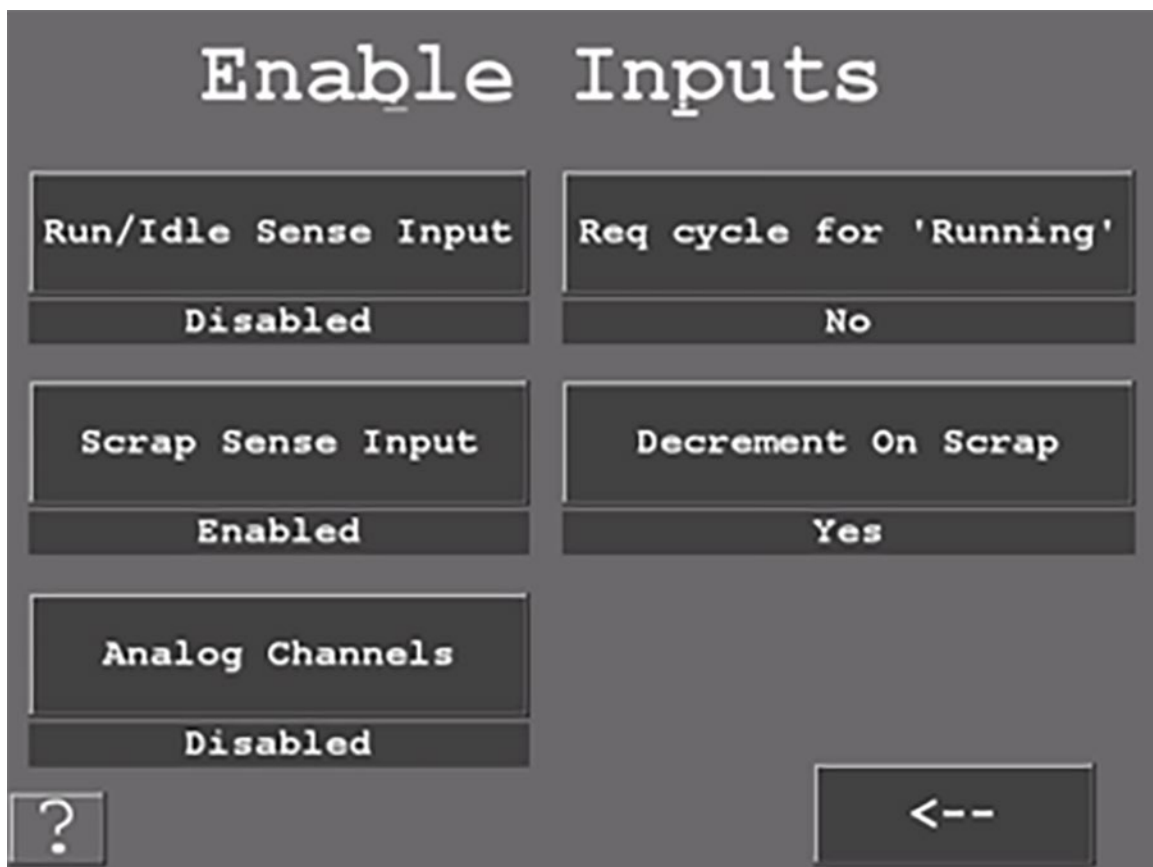 Enable Inputs
Run/Idle Sense Input
Disabled
Req cycle for 'Running'
No
Scrap Sense Input
Enabled
Decrement On Scrap
Yes
Analog Channels
Disabled
?
<--